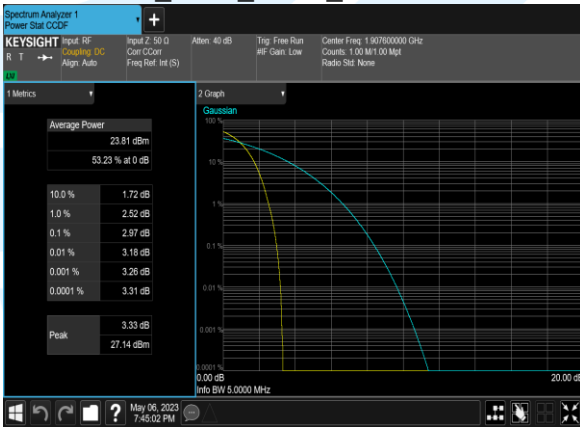 Spectrum Analyzer 1
Power Stat CCDF
KEYSIGHT
R T
LXI
Input: RF
Coupling: DC
Align: Auto
Input Z: 50 Ω
Corr CCorr
Freq Ref: Int (S)
Atten: 40 dB
Trig: Free Run
#IF Gain: Low
Center Freq: 1.907600000 GHz
Counts: 1.00 M/1.00 Mpt
Radio Std: None
1 Metrics
Average Power
23.81 dBm
53.23 % at 0 dB
10.0 % 1.72 dB
1.0 % 2.52 dB
0.1 % 2.97 dB
0.01 % 3.18 dB
0.001 % 3.26 dB
0.0001 % 3.31 dB
Peak
3.33 dB
27.14 dBm
2 Graph
Gaussian
100 %
10 %
1 %
0.1 %
0.01 %
0.001 %
0.0001 %
0.00 dB
20.00 dB
Info BW 5.0000 MHz
?
May 06, 2023
7:45:02 PM